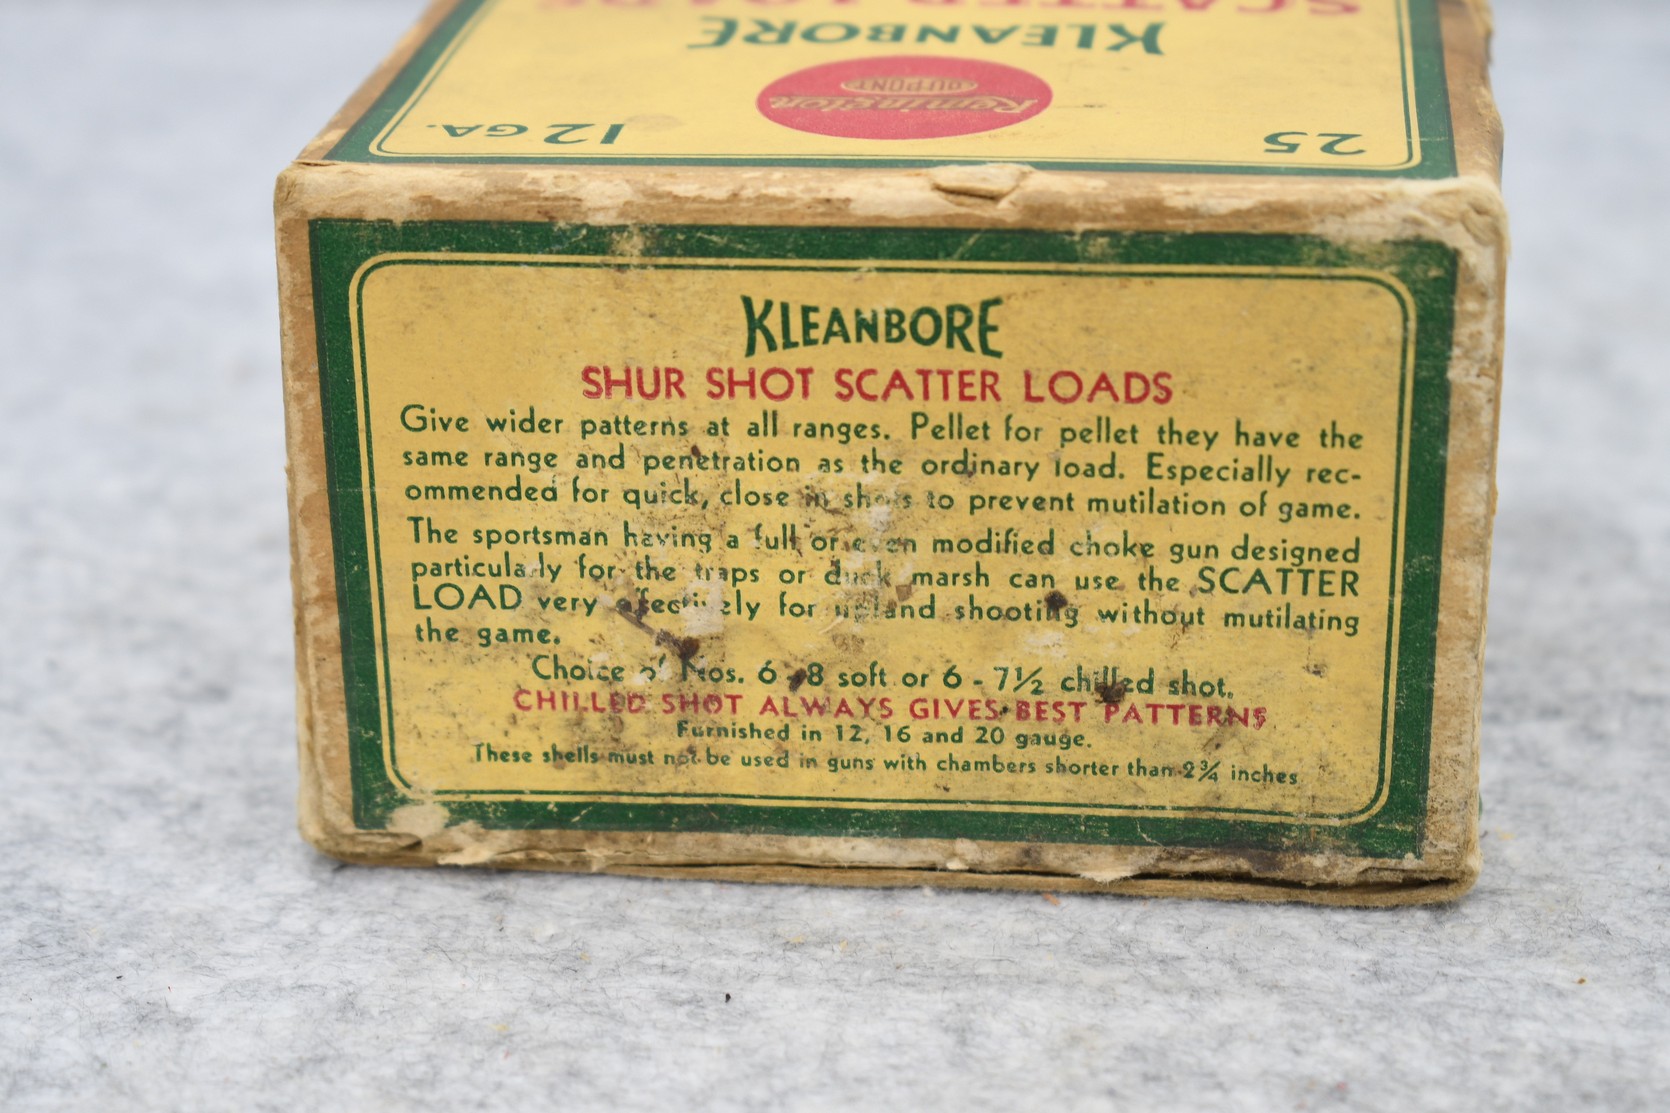 SCATTER LOADS
KLEANBORE
Remington
DUPONT
12 GA.
25
KLEANBORE
SHUR SHOT SCATTER LOADS
Give wider patterns at all ranges. Pellet for pellet they have the
same range and penetration as the ordinary load. Especially rec-
ommended for quick, close in shots to prevent mutilation of game.
The sportsman having a full or even modified choke gun designed
particularly for the traps or duck marsh can use the SCATTER
LOAD very effectively for upland shooting without mutilating
the game.
Choice of Nos. 6 - 8 soft or 6 - 7½ chilled shot.
CHILLED SHOT ALWAYS GIVES BEST PATTERNS
Furnished in 12, 16 and 20 gauge.
These shells must not be used in guns with chambers shorter than 2¾ inches